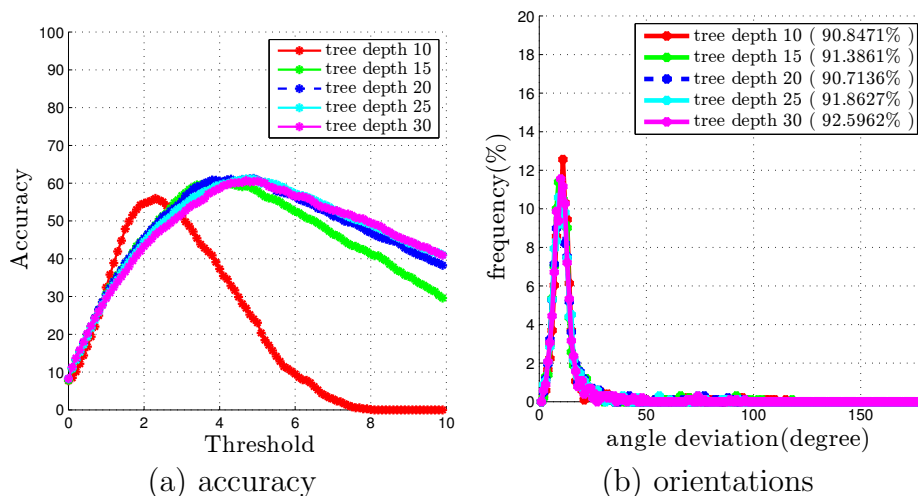 100
90
80
70
60
50
40
30
20
10
0
Accuracy
0 2 4 6 8 10
Threshold
tree depth 10
tree depth 15
tree depth 20
tree depth 25
tree depth 30
(a) accuracy
20
18
16
14
12
10
8
6
4
2
0
frequency(%)
0 50 100 150
angle deviation(degree)
tree depth 10 ( 90.8471% )
tree depth 15 ( 91.3861% )
tree depth 20 ( 90.7136% )
tree depth 25 ( 91.8627% )
tree depth 30 ( 92.5962% )
(b) orientations